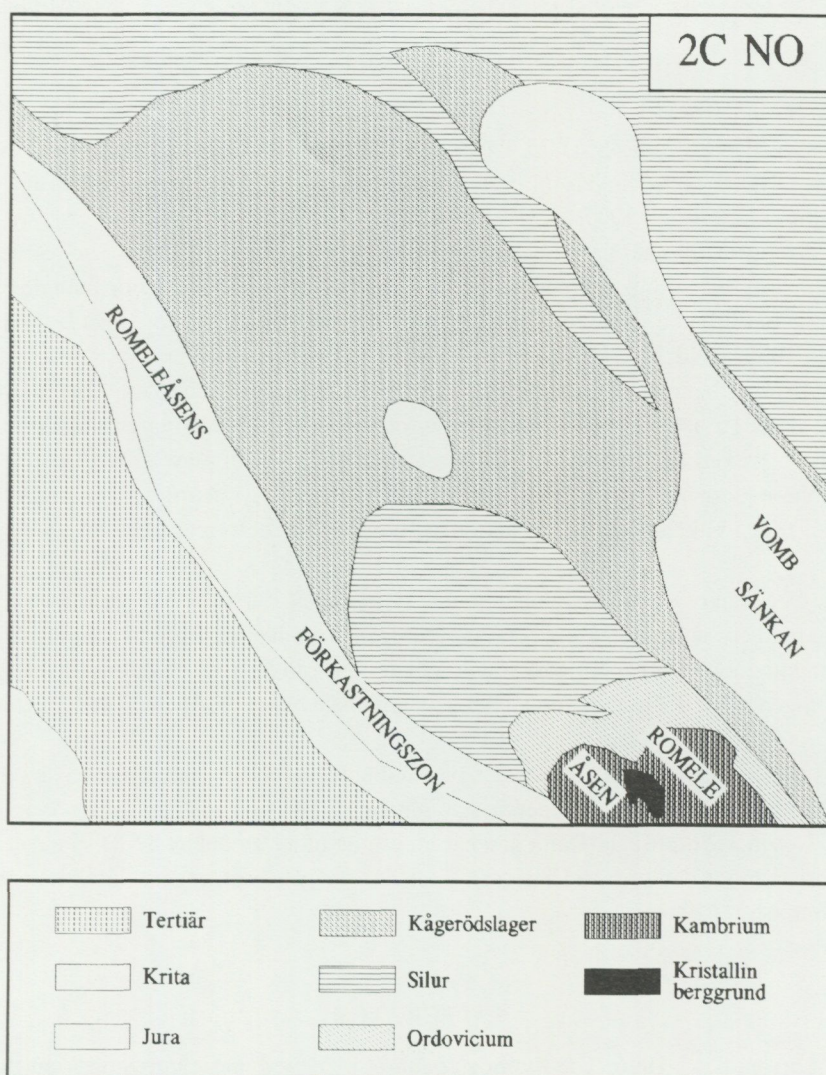 2C NO
ROMELEÅSENS
FÖRKASTNINGSZON
VOMB
SÄNKAN
ROMELE
ÅSEN
Tertiär
Krita
Jura
Kågerödslager
Silur
Ordovicium
Kambrium
Kristallin
berggrund